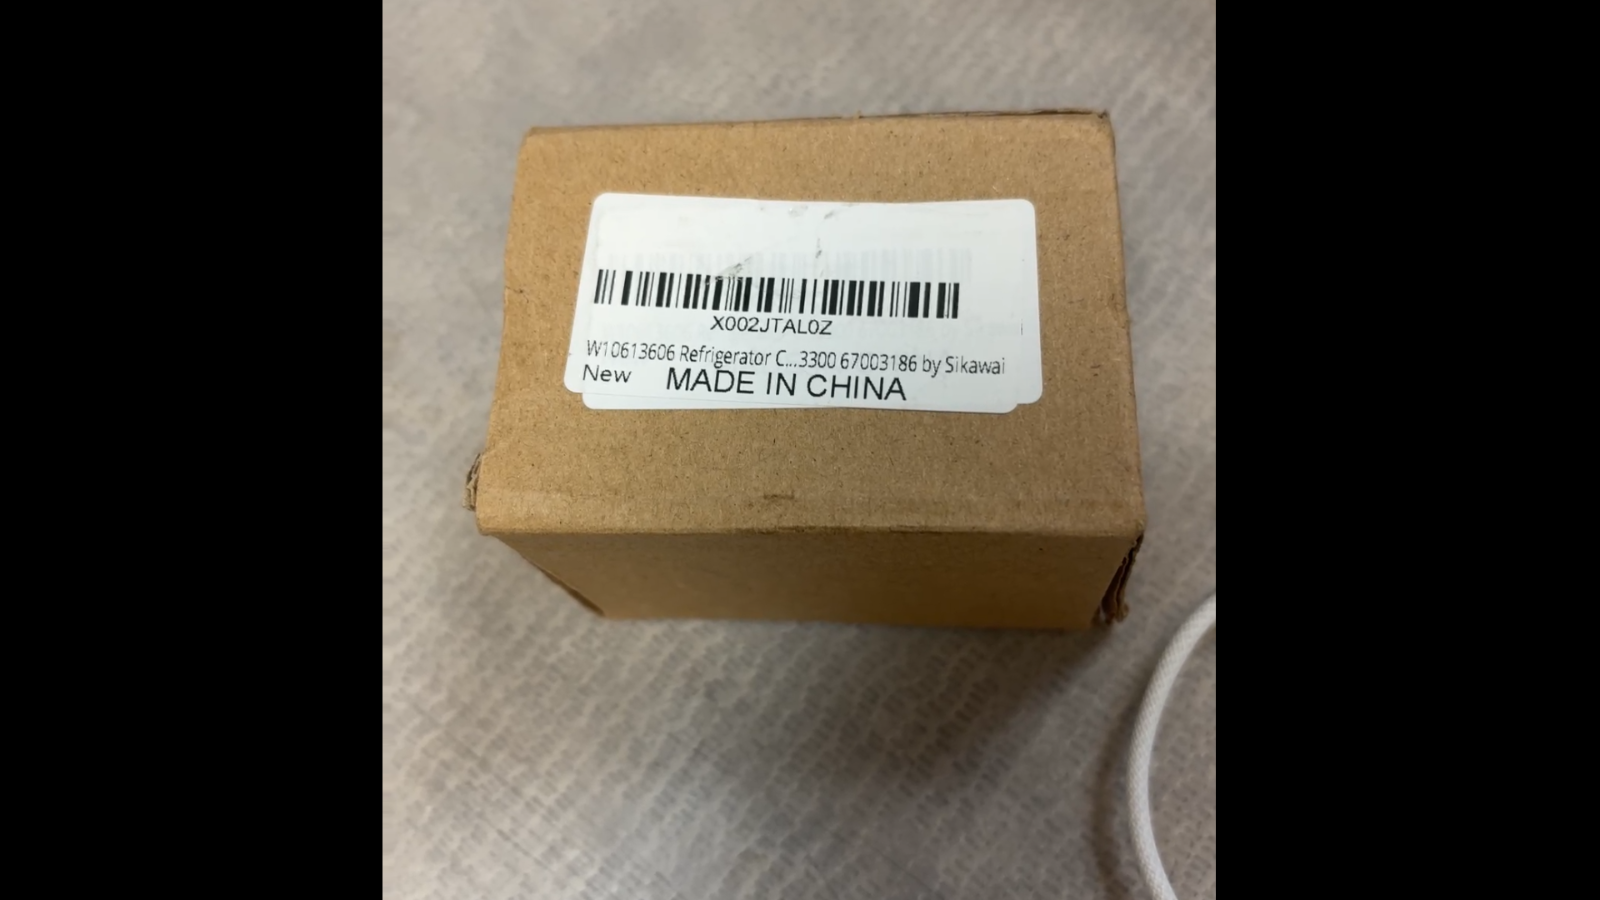 X002JTAL0Z
W10613606 Refrigerator C...3300 67003186 by Sikawai
New MADE IN CHINA